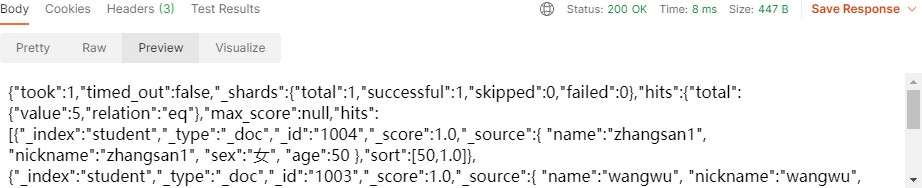 Body Cookies Headers (3) Test Results Status: 200 OK Time: 8 ms Size: 447 B Save Response
Pretty Raw Preview Visualize
{"took":1,"timed_out":false,"_shards":{"total":1,"successful":1,"skipped":0,"failed":0},"hits":{"total":
{"value":5,"relation":"eq"},"max_score":null,"hits":
[{"_index":"student","_type":"_doc","_id":"1004","_score":1.0,"_source":{ "name":"zhangsan1",
"nickname":"zhangsan1", "sex":"女", "age":50 },"sort":[50,1.0]},
{"_index":"student","_type":"_doc","_id":"1003","_score":1.0,"_source":{ "name":"wangwu", "nickname":"wangwu",